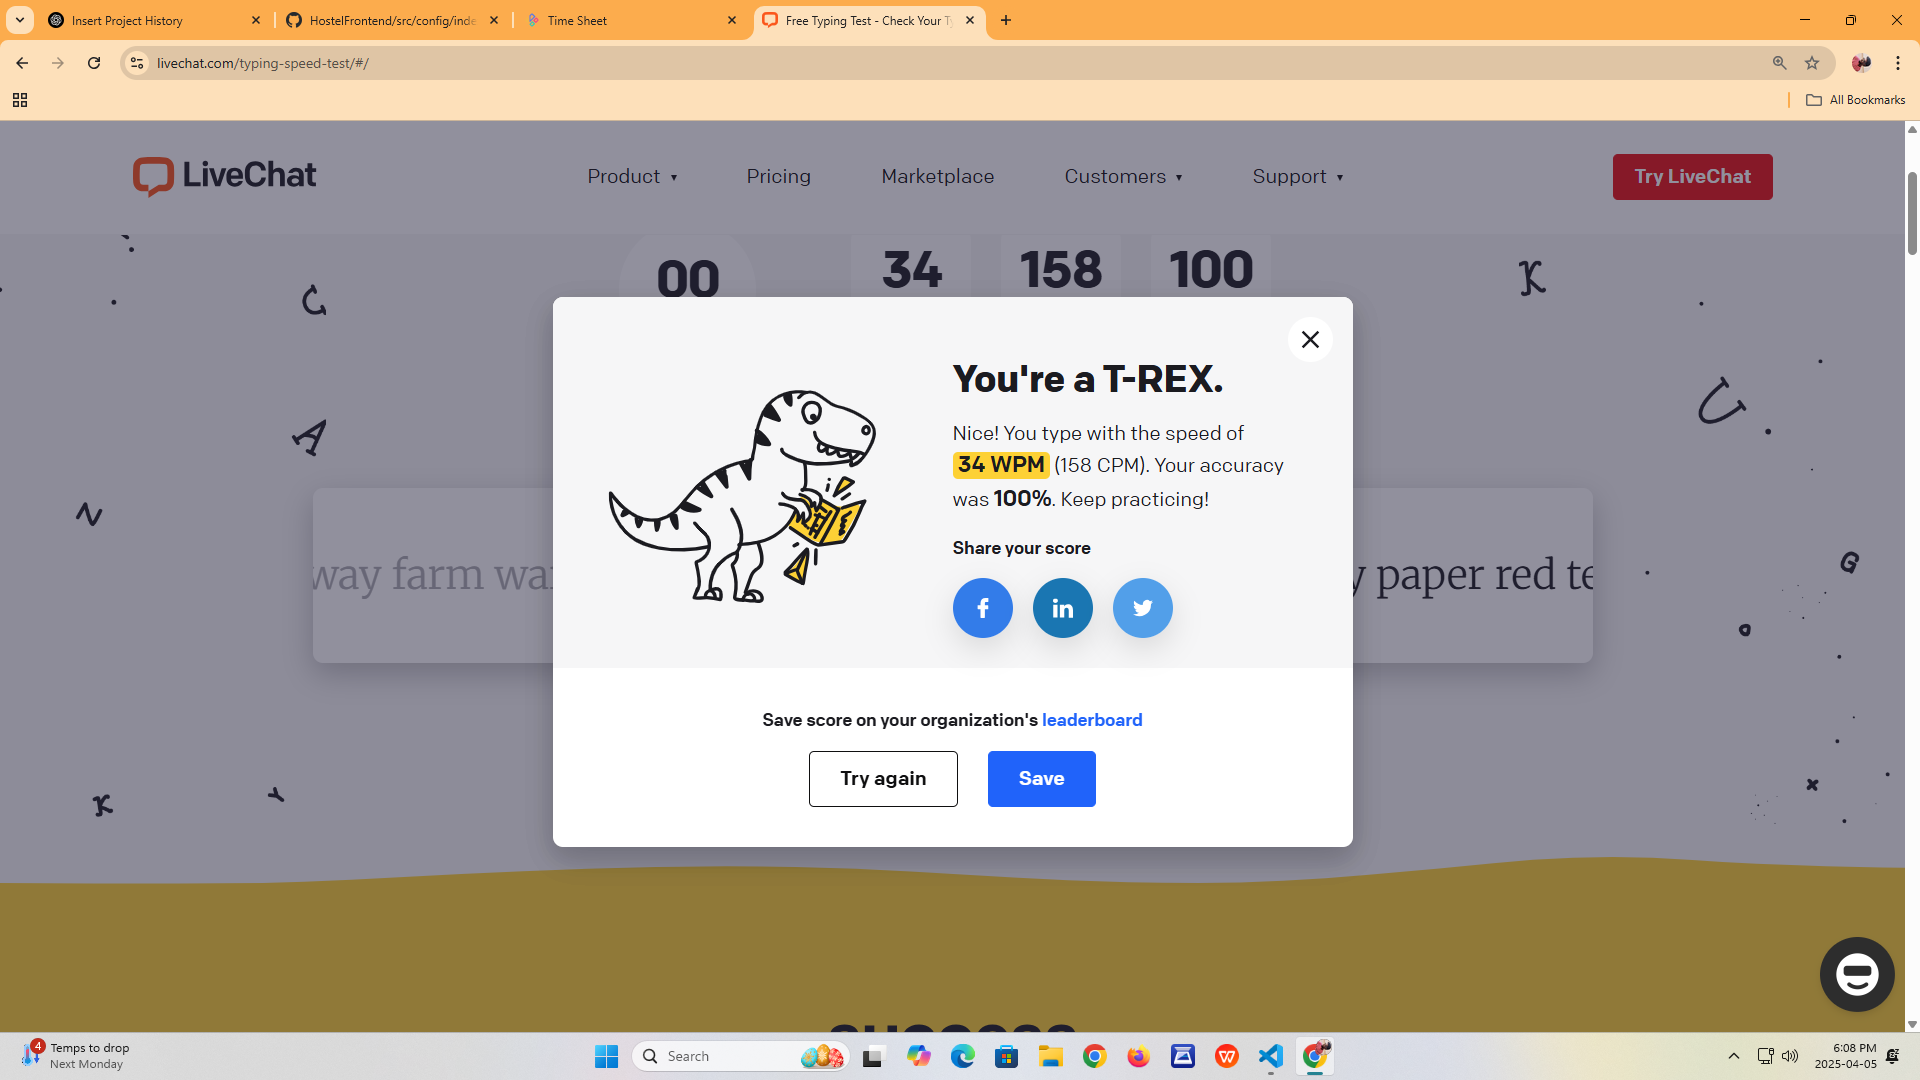 Insert Project History
HostelFrontend/src/config/inde
Time Sheet
Free Typing Test - Check Your T
livechat.com/typing-speed-test/#/
All Bookmarks
LiveChat
Product
Pricing
Marketplace
Customers
Support
Try LiveChat
00
34
158
100
You're a T-REX.
Nice! You type with the speed of
34 WPM (158 CPM). Your accuracy
was 100%. Keep practicing!
way farm wa
y paper red te
Share your score
Save score on your organization's leaderboard
Try again
Save
success
4
Temps to drop
Next Monday
Search
6:08 PM
2025-04-05